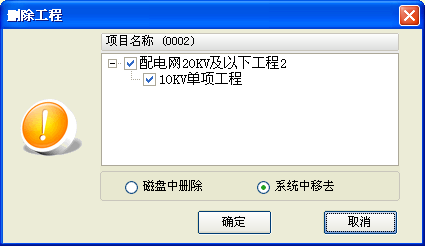 删除工程
项目名称 (0002)
配电网20KV及以下工程2
10KV单项工程
磁盘中删除
系统中移去
确定
取消